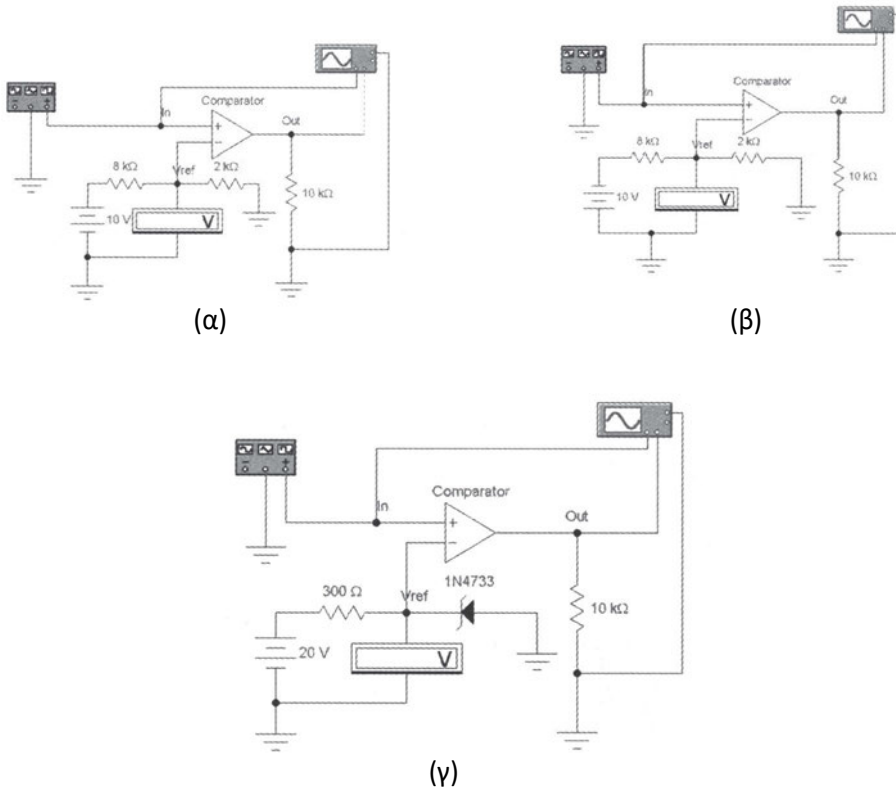 Comparator
In
Out
Vref
8 kΩ
2 kΩ
10 kΩ
10 V
V
(α)
Comparator
In
Out
Vref
8 kΩ
2 kΩ
10 kΩ
10 V
V
(β)
Comparator
In
Out
1N4733
300 Ω
Vref
10 kΩ
20 V
V
(γ)